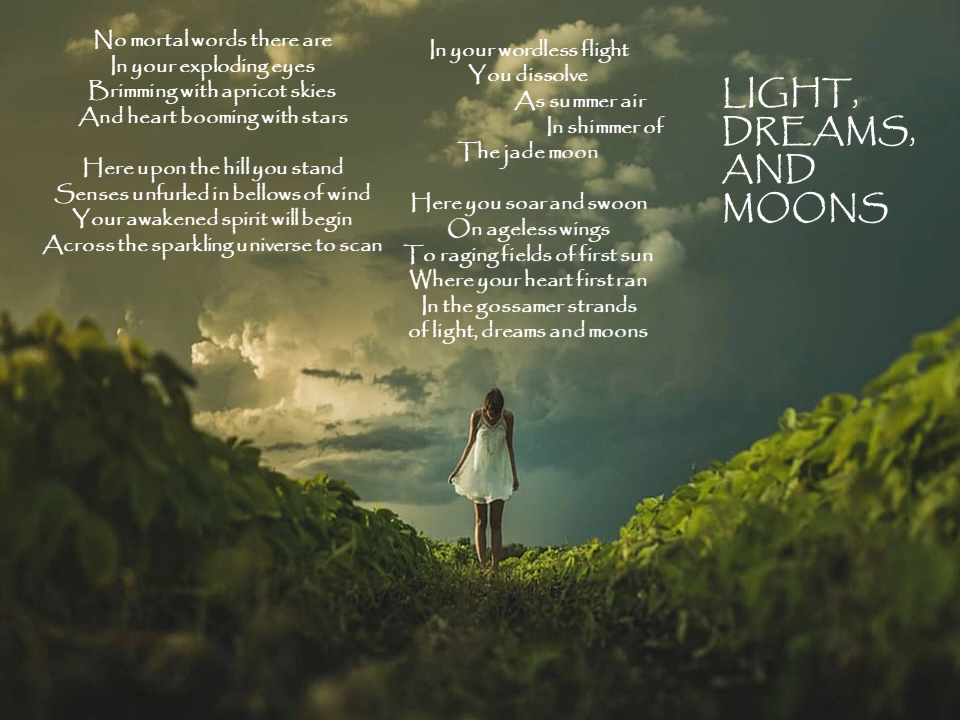 LIGHT,
DREAMS,
AND
MOONS
No mortal words there are
In your exploding eyes
Brimming with apricot skies
And heart booming with stars
Here upon the hill you stand
Senses unfurled in bellows of wind
Your awakened spirit will begin
Across the sparkling universe to scan
In your wordless flight
You dissolve
As summer air
In shimmer of
The jade moon
Here you soar and swoon
On ageless wings
To raging fields of first sun
Where your heart first ran
In the gossamer strands
of light, dreams and moons